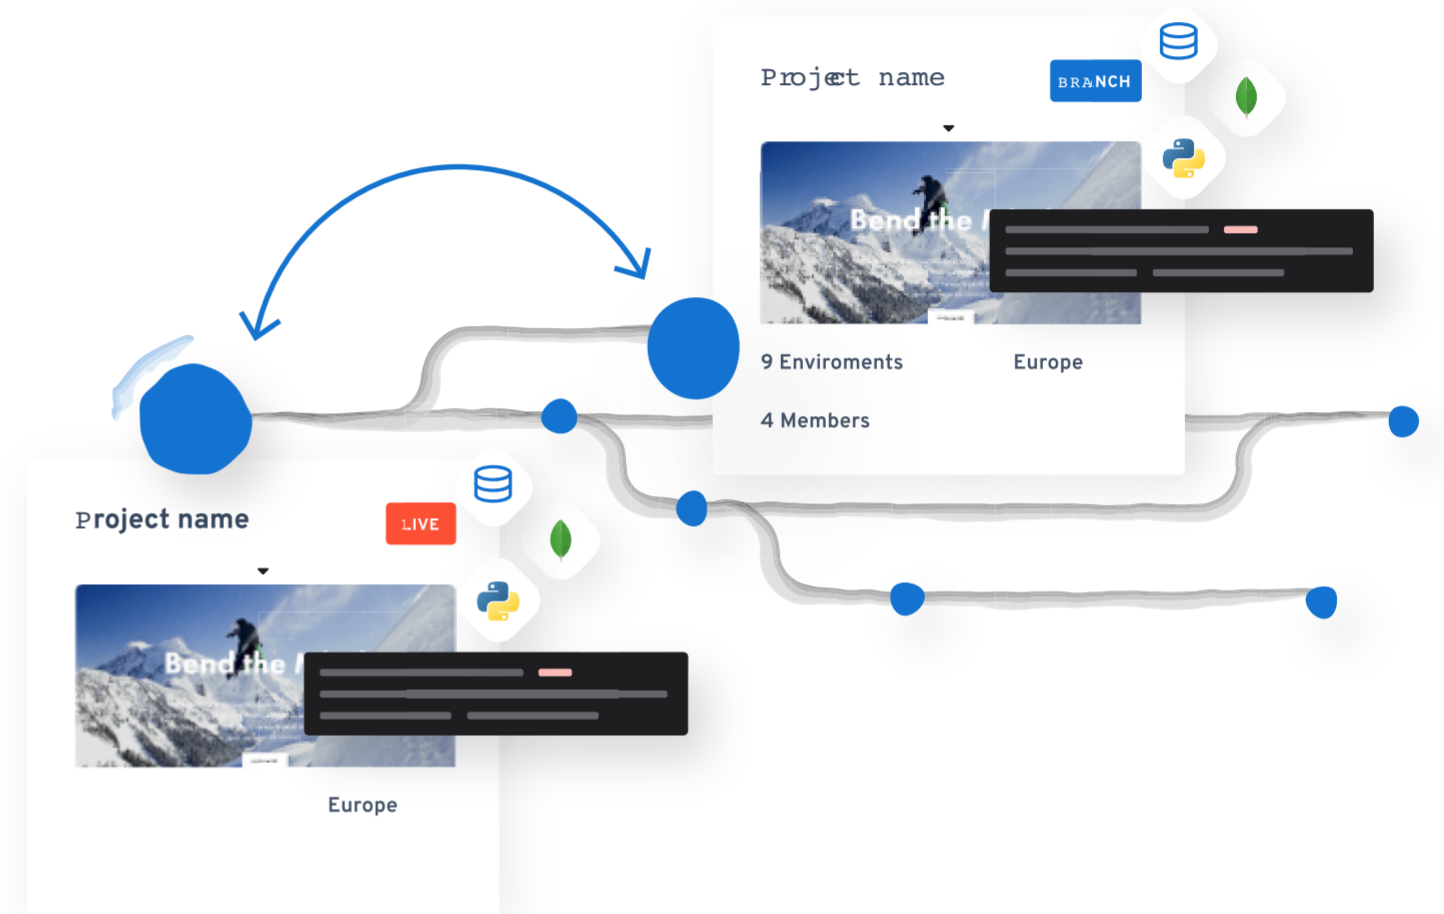 Project name
BRANCH
Bend the
9 Enviroments
Europe
4 Members
Project name
LIVE
Bend the
Europe